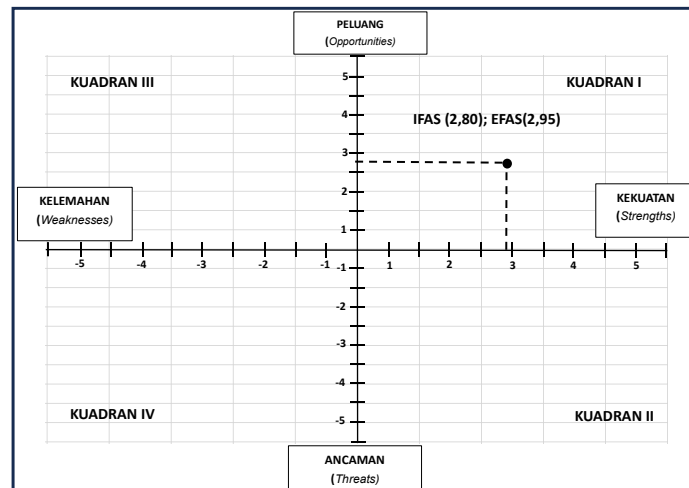 PELUANG
(Opportunities)
KUADRAN III
KUADRAN I
5
4
IFAS (2,80); EFAS(2,95)
3
2
KELEMAHAN
(Weaknesses)
KEKUATAN
(Strengths)
1
-5 -4 -3 -2 -1 1 2 3 4 5
-1
-2
-3
-4
KUADRAN IV
KUADRAN II
-5
ANCAMAN
(Threats)